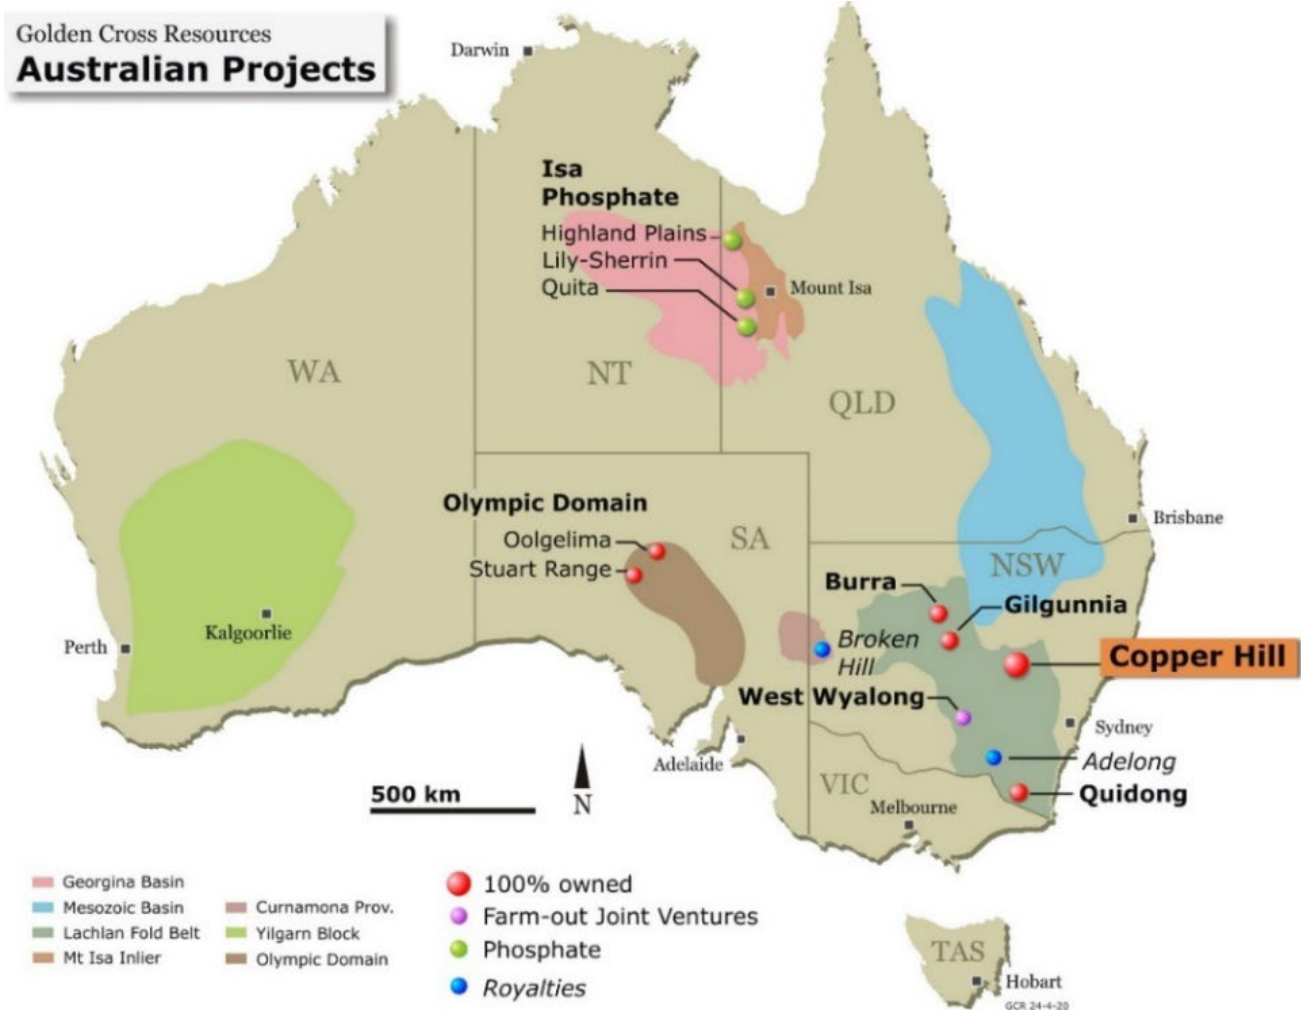 Golden Cross Resources
Australian Projects
Darwin
Isa
Phosphate
Highland Plains
Lily-Sherrin
Quita
Mount Isa
WA
NT
QLD
Olympic Domain
Oolgelima
Stuart Range
SA
Brisbane
NSW
Burra
Gilgunnia
Kalgoorlie
Perth
Broken
Hill
Copper Hill
West Wyalong
Sydney
Adelaide
Adelong
VIC
Quidong
Melbourne
500 km
N
Georgina Basin
Mesozoic Basin
Lachlan Fold Belt
Mt Isa Inlier
Curnamona Prov.
Yilgarn Block
Olympic Domain
100% owned
Farm-out Joint Ventures
Phosphate
Royalties
TAS
Hobart
GCR 24-4-20